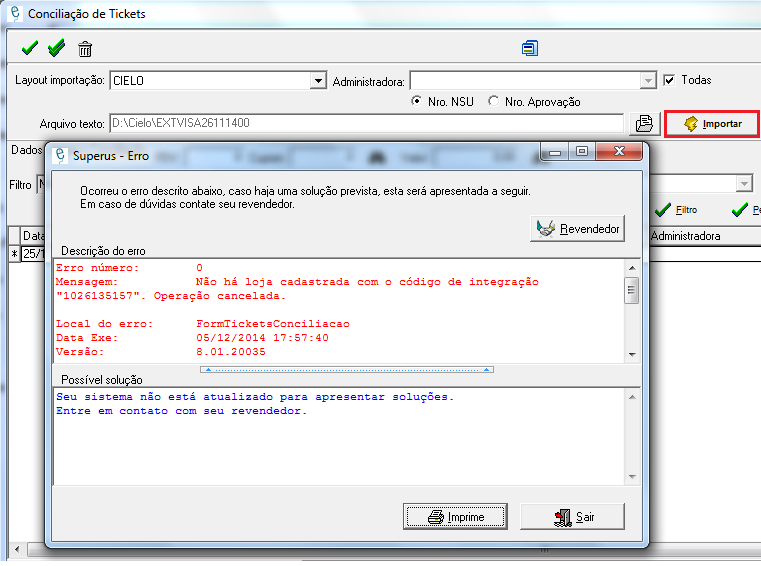 Conciliação de Tickets
Layout importação: CIELO Administradora: Todas
Nro. NSU Nro. Aprovação
Arquivo texto: D:\Cielo\EXTVISA26111400 Importar
Dados
Superus - Erro
Filtro
Ocorreu o erro descrito abaixo, caso haja uma solução prevista, esta será apresentada a seguir.
Em caso de dúvidas contate seu revendedor.
Filtro
Revendedor
Data
Administradora
Descrição do erro
25/1
Erro número: 0
Mensagem: Não há loja cadastrada com o código de integração
"1026135157". Operação cancelada.
Local do erro: FormTicketsConciliacao
Data Exe: 05/12/2014 17:57:40
Versão: 8.01.20035
Possível solução
Seu sistema não está atualizado para apresentar soluções.
Entre em contato com seu revendedor.
Imprime Sair